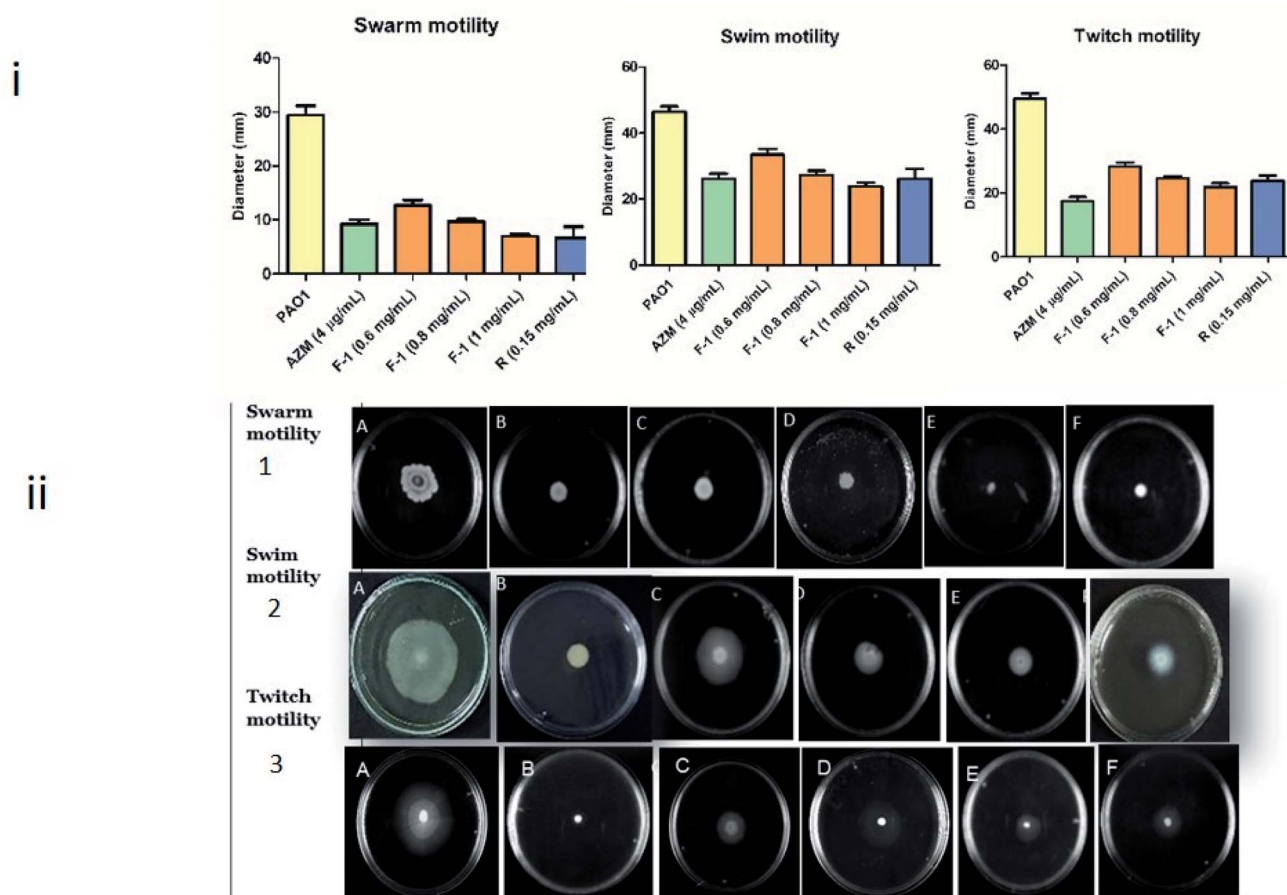 i
Swarm motility
Diameter (mm)
40
30
20
10
0
PAO1
AZM (4 µg/mL)
F-1 (0.6 mg/mL)
F-1 (0.8 mg/mL)
F-1 (1 mg/mL)
R (0.15 mg/mL)
Swim motility
Diameter (mm)
60
40
20
0
PAO1
AZM (4 µg/mL)
F-1 (0.6 mg/mL)
F-1 (0.8 mg/mL)
F-1 (1 mg/mL)
R (0.15 mg/mL)
Twitch motility
Diameter (mm)
60
40
20
0
PAO1
AZM (4 µg/mL)
F-1 (0.6 mg/mL)
F-1 (0.8 mg/mL)
F-1 (1 mg/mL)
R (0.15 mg/mL)
ii
Swarm
motility
1
A B C D E F
Swim
motility
2
A B C D E
Twitch
motility
3
A B C D E F